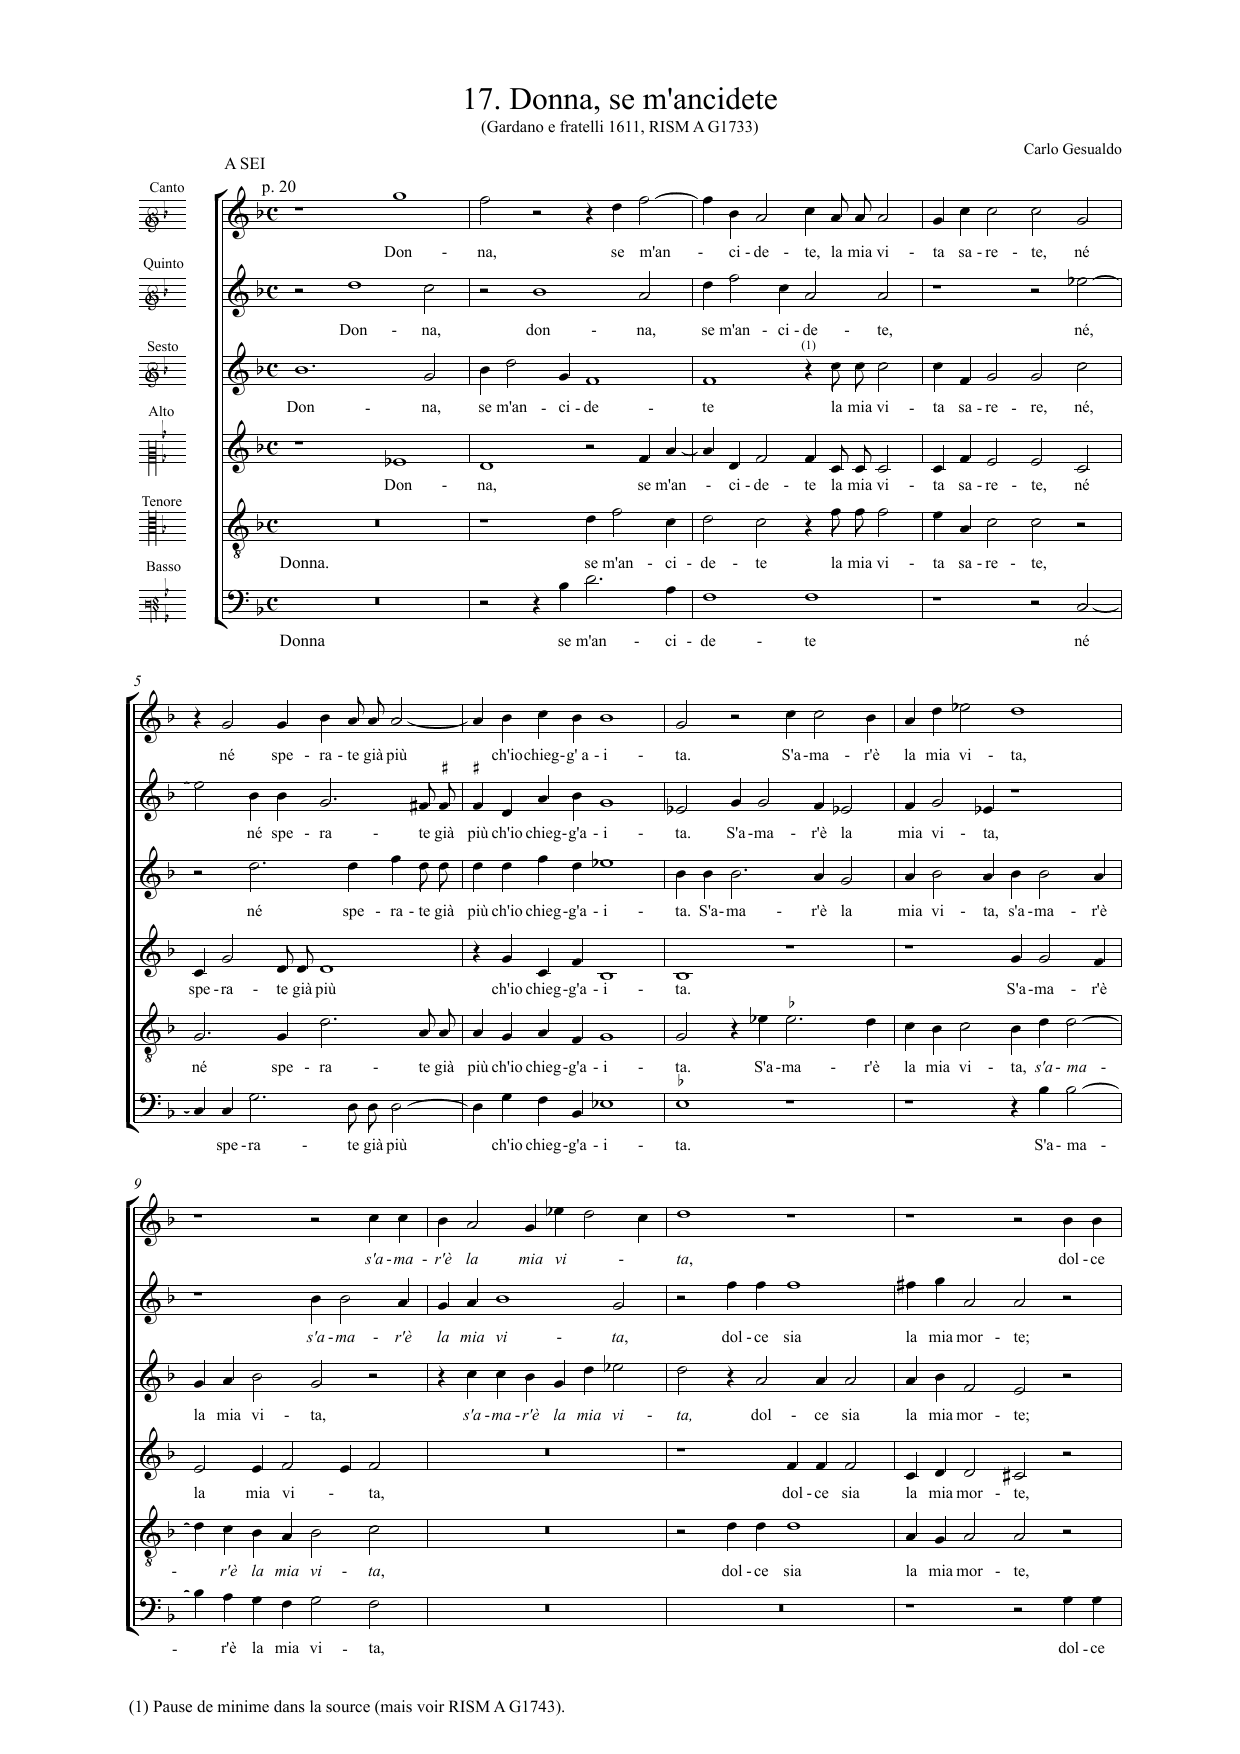 17. Donna, se m'ancidete
(Gardano e fratelli 1611, RISM A G1733)
Carlo Gesualdo
A SEI
Canto
p. 20
Don - na, se m'an - ci - de - te, la mia vi - ta sa - re - te, né
Quinto
Don - na, don - na, se m'an - ci - de - te, né,
Sesto
(1)
Don - na, se m'an - ci - de - te la mia vi - ta sa - re - re, né,
Alto
Don - na, se m'an - ci - de - te la mia vi - ta sa - re - te, né
Tenore
Donna. se m'an - ci - de - te la mia vi - ta sa - re - te,
Basso
Donna se m'an - ci - de - te né
5
né spe - ra - te già più ch'io chieg - g' a - i - ta. S'a - ma - r'è la mia vi - ta,
né spe - ra - te già più ch'io chieg - g'a - i - ta. S'a - ma - r'è la mia vi - ta,
né spe - ra - te già più ch'io chieg - g'a - i - ta. S'a - ma - r'è la mia vi - ta, s'a - ma - r'è
spe - ra - te già più ch'io chieg - g'a - i - ta. S'a - ma - r'è
né spe - ra - te già più ch'io chieg - g'a - i - ta. S'a - ma - r'è la mia vi - ta, s'a - ma -
spe - ra - te già più ch'io chieg - g'a - i - ta. S'a - ma -
9
s'a - ma - r'è la mia vi - ta, dol - ce
s'a - ma - r'è la mia vi - ta, dol - ce sia la mia mor - te;
la mia vi - ta, s'a - ma - r'è la mia vi - ta, dol - ce sia la mia mor - te;
la mia vi - ta, dol - ce sia la mia mor - te,
- r'è la mia vi - ta, dol - ce sia la mia mor - te,
- r'è la mia vi - ta, dol - ce
(1) Pause de minime dans la source (mais voir RISM A G1743).